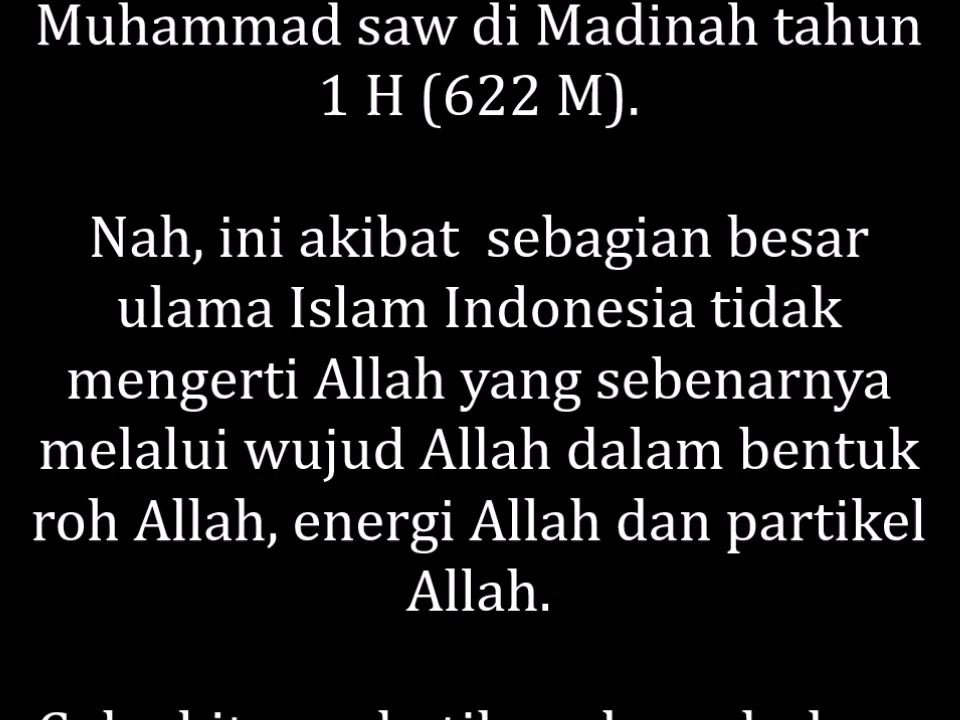 Muhammad saw di Madinah tahun
1 H (622 M).
Nah, ini akibat  sebagian besar
ulama Islam Indonesia tidak
mengerti Allah yang sebenarnya
melalui wujud Allah dalam bentuk
roh Allah, energi Allah dan partikel
Allah.